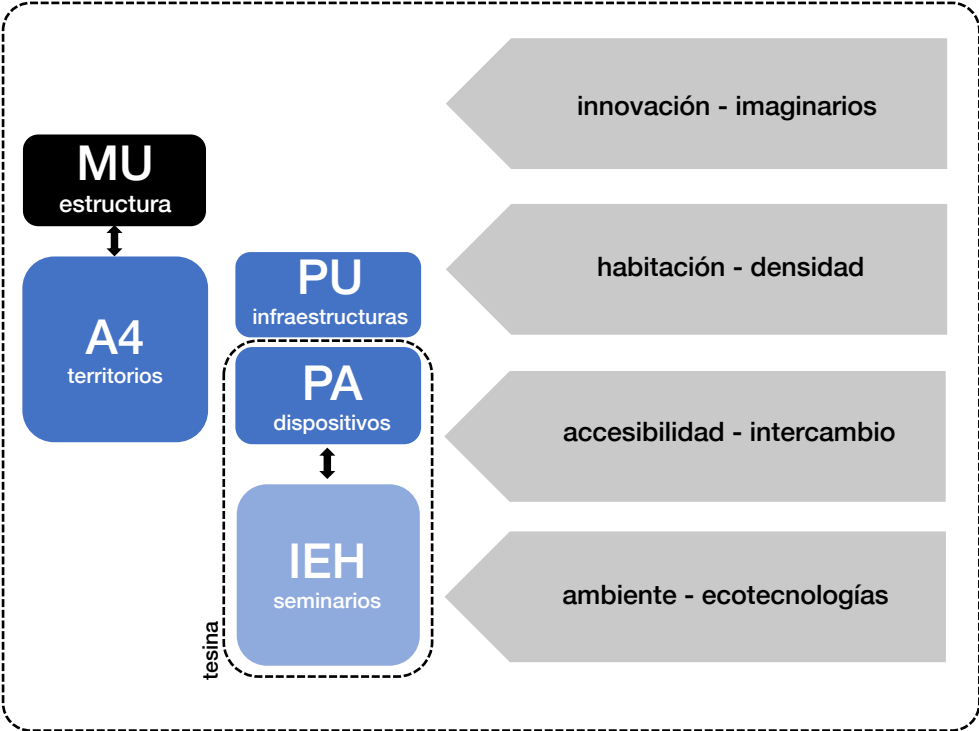 MU
estructura
A4
territorios
PU
infraestructuras
PA
dispositivos
IEH
seminarios
tesina
innovación - imaginarios
habitación - densidad
accesibilidad - intercambio
ambiente - ecotecnologías